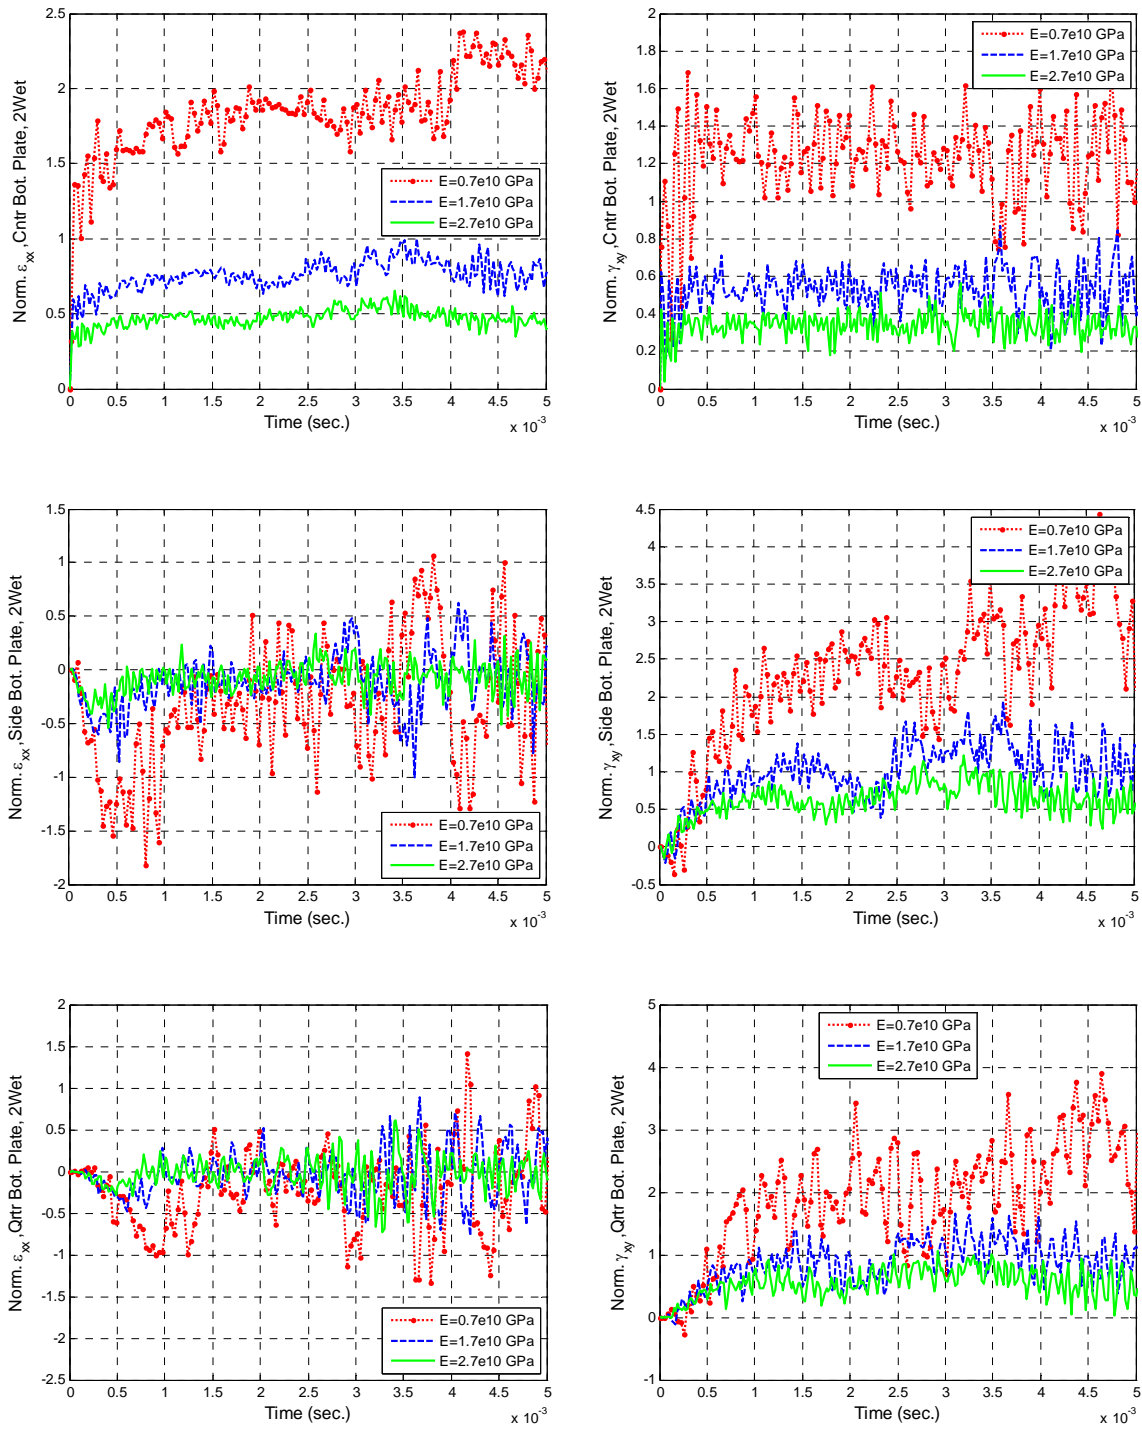 2.5
2
1.5
1
0.5
0
Norm. εxx,Cntr Bot. Plate, 2Wet
E=0.7e10 GPa
E=1.7e10 GPa
E=2.7e10 GPa
0 0.5 1 1.5 2 2.5 3 3.5 4 4.5 5
Time (sec.)
x 10-3
2
1.8
1.6
1.4
1.2
1
0.8
0.6
0.4
0.2
0
Norm. γxy,Cntr Bot. Plate, 2Wet
E=0.7e10 GPa
E=1.7e10 GPa
E=2.7e10 GPa
0 0.5 1 1.5 2 2.5 3 3.5 4 4.5 5
Time (sec.)
x 10-3
1.5
1
0.5
0
-0.5
-1
-1.5
-2
Norm. εxx,Side Bot. Plate, 2Wet
E=0.7e10 GPa
E=1.7e10 GPa
E=2.7e10 GPa
0 0.5 1 1.5 2 2.5 3 3.5 4 4.5 5
Time (sec.)
x 10-3
4.5
4
3.5
3
2.5
2
1.5
1
0.5
0
-0.5
Norm. γxy,Side Bot. Plate, 2Wet
E=0.7e10 GPa
E=1.7e10 GPa
E=2.7e10 GPa
0 0.5 1 1.5 2 2.5 3 3.5 4 4.5 5
Time (sec.)
x 10-3
2
1.5
1
0.5
0
-0.5
-1
-1.5
-2
-2.5
Norm. εxx,Qrtr Bot. Plate, 2Wet
E=0.7e10 GPa
E=1.7e10 GPa
E=2.7e10 GPa
0 0.5 1 1.5 2 2.5 3 3.5 4 4.5 5
Time (sec.)
x 10-3
5
4
3
2
1
0
-1
Norm. γxy,Qrtr Bot. Plate, 2Wet
E=0.7e10 GPa
E=1.7e10 GPa
E=2.7e10 GPa
0 0.5 1 1.5 2 2.5 3 3.5 4 4.5 5
Time (sec.)
x 10-3